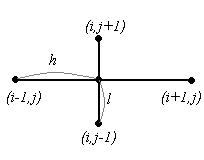 (i,j+1)
h
(i-1,j)
l
(i+1,j)
(i,j-1)